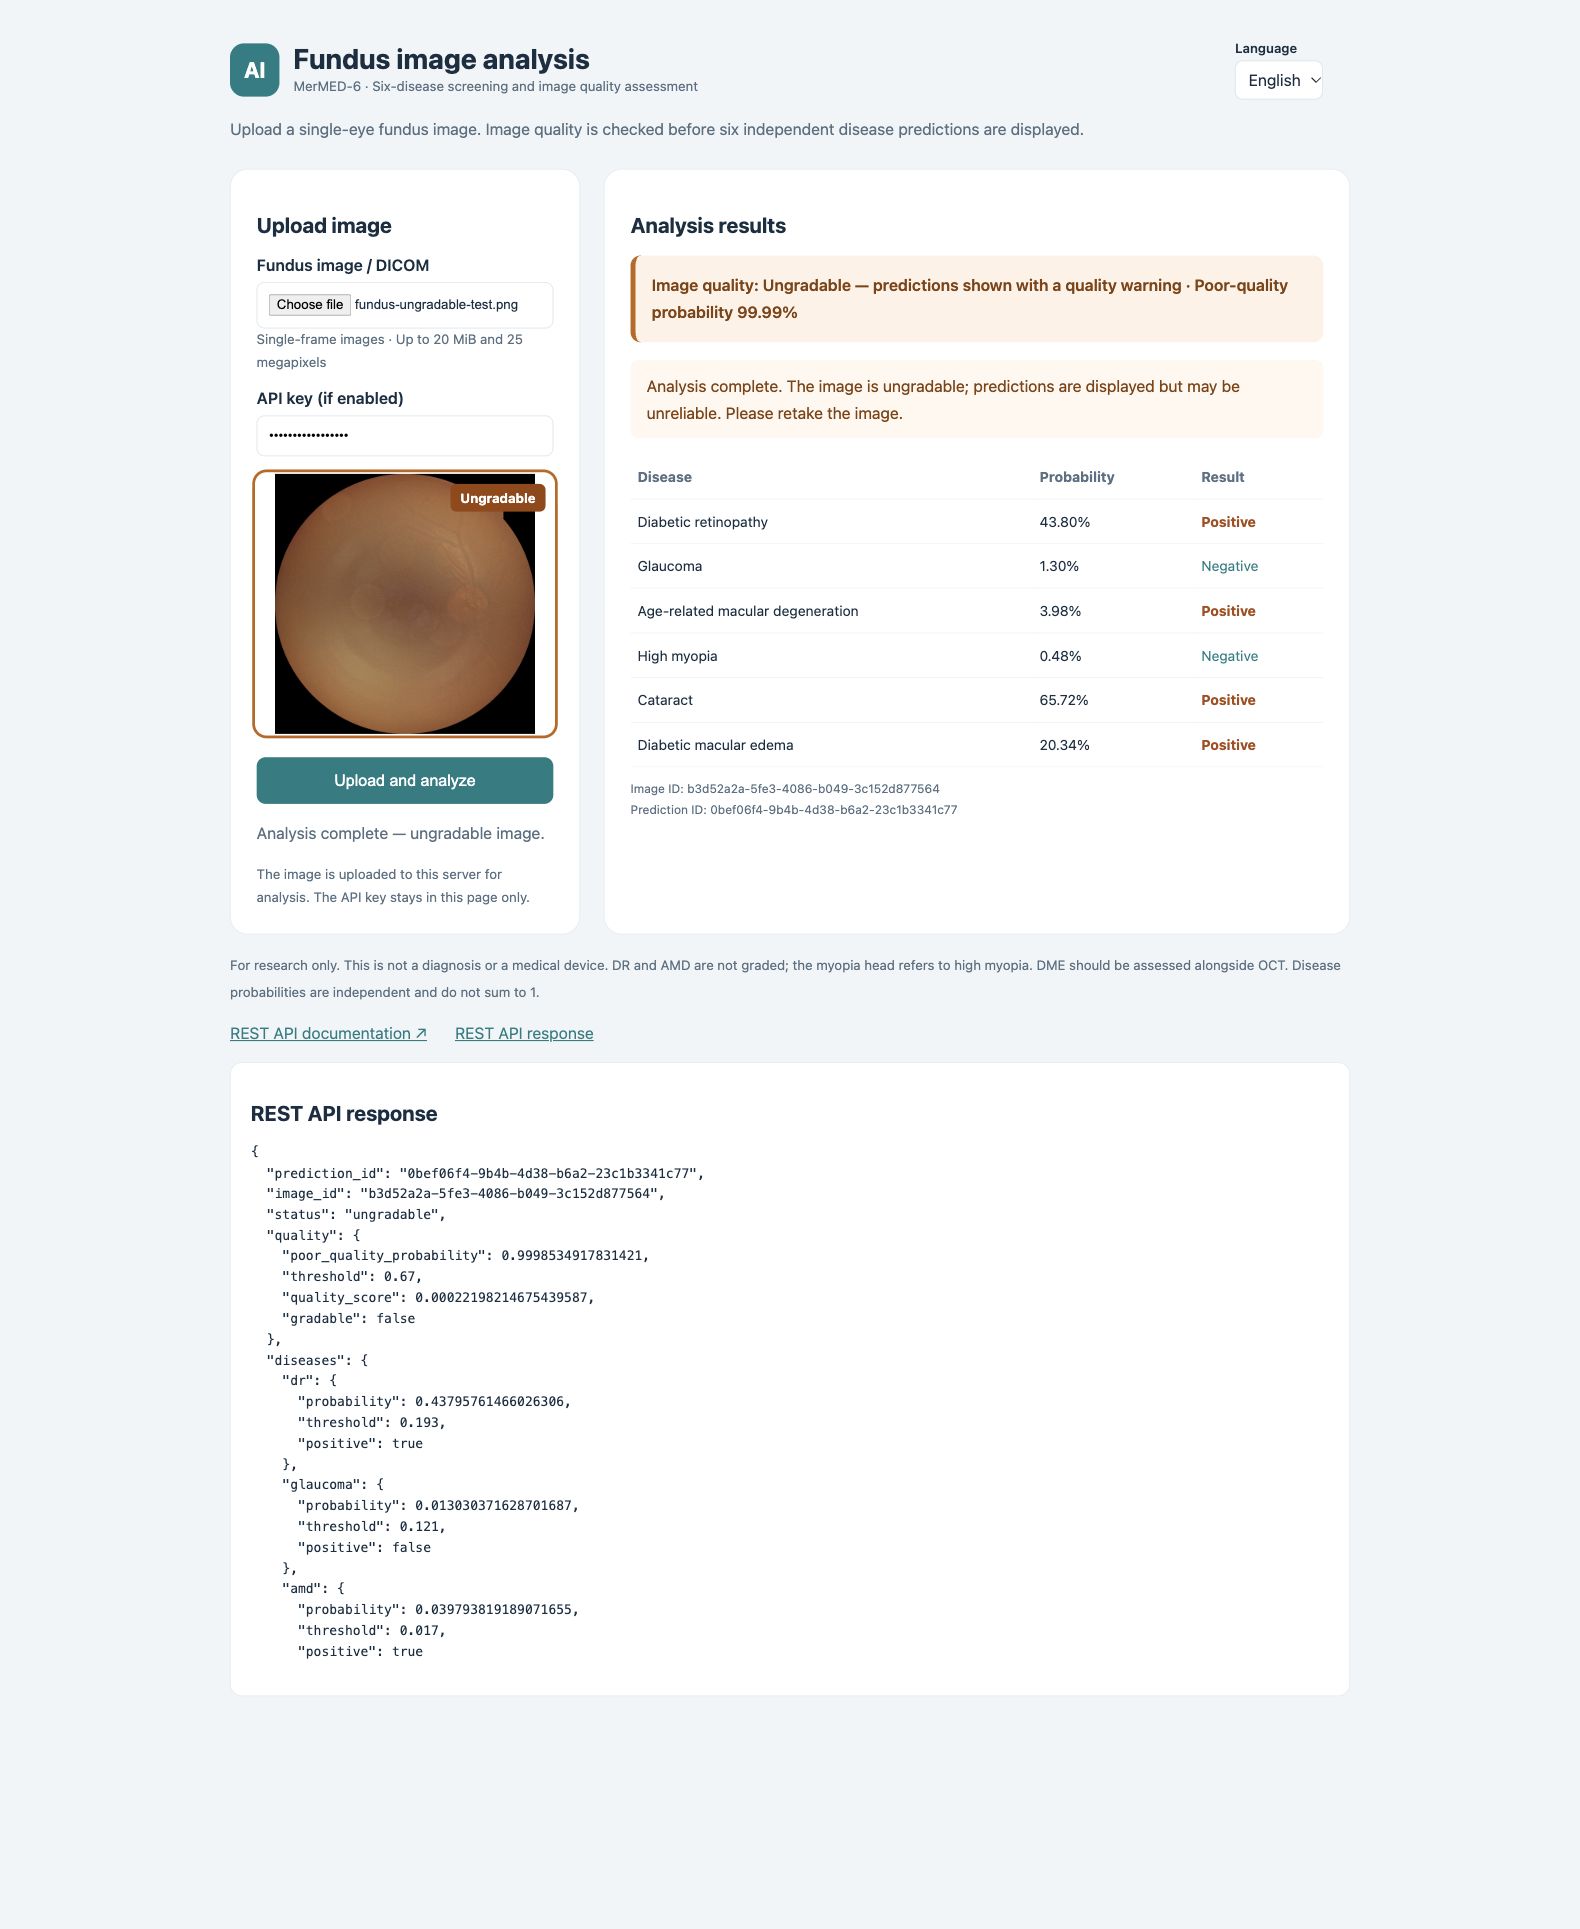 AI
Fundus image analysis
MerMED-6 · Six-disease screening and image quality assessment
Language
English
Upload a single-eye fundus image. Image quality is checked before six independent disease predictions are displayed.
Upload image
Fundus image / DICOM
Choose file fundus-ungradable-test.png
Single-frame images · Up to 20 MiB and 25
megapixels
API key (if enabled)
•••••••••••••••••
Ungradable
Upload and analyze
Analysis complete — ungradable image.
The image is uploaded to this server for
analysis. The API key stays in this page only.
Analysis results
Image quality: Ungradable — predictions shown with a quality warning · Poor-quality
probability 99.99%
Analysis complete. The image is ungradable; predictions are displayed but may be
unreliable. Please retake the image.
Disease Probability Result
Diabetic retinopathy 43.80% Positive
Glaucoma 1.30% Negative
Age-related macular degeneration 3.98% Positive
High myopia 0.48% Negative
Cataract 65.72% Positive
Diabetic macular edema 20.34% Positive
Image ID: b3d52a2a-5fe3-4086-b049-3c152d877564
Prediction ID: 0bef06f4-9b4b-4d38-b6a2-23c1b3341c77
For research only. This is not a diagnosis or a medical device. DR and AMD are not graded; the myopia head refers to high myopia. DME should be assessed alongside OCT. Disease
probabilities are independent and do not sum to 1.
REST API documentation ↗ REST API response
REST API response
{
  "prediction_id": "0bef06f4-9b4b-4d38-b6a2-23c1b3341c77",
  "image_id": "b3d52a2a-5fe3-4086-b049-3c152d877564",
  "status": "ungradable",
  "quality": {
    "poor_quality_probability": 0.9998534917831421,
    "threshold": 0.67,
    "quality_score": 0.00022198214675439587,
    "gradable": false
  },
  "diseases": {
    "dr": {
      "probability": 0.43795761466026306,
      "threshold": 0.193,
      "positive": true
    },
    "glaucoma": {
      "probability": 0.013030371628701687,
      "threshold": 0.121,
      "positive": false
    },
    "amd": {
      "probability": 0.039793819189071655,
      "threshold": 0.017,
      "positive": true